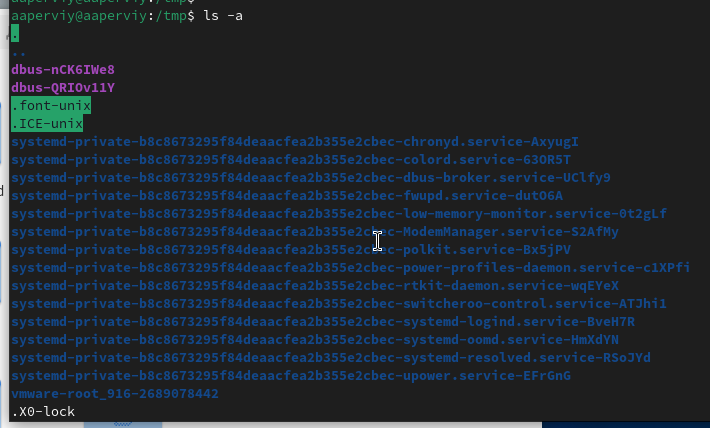 aaperviy@aaperviy:/tmp$
aaperviy@aaperviy:/tmp$ ls -a
.
..
dbus-nCK6IWe8
dbus-QRIOv11Y
.font-unix
.ICE-unix
systemd-private-b8c8673295f84deaacfea2b355e2cbec-chronyd.service-AxyugI
systemd-private-b8c8673295f84deaacfea2b355e2cbec-colord.service-63OR5T
systemd-private-b8c8673295f84deaacfea2b355e2cbec-dbus-broker.service-UClfy9
systemd-private-b8c8673295f84deaacfea2b355e2cbec-fwupd.service-dutO6A
systemd-private-b8c8673295f84deaacfea2b355e2cbec-low-memory-monitor.service-0t2gLf
systemd-private-b8c8673295f84deaacfea2b355e2cbec-ModemManager.service-S2AfMy
systemd-private-b8c8673295f84deaacfea2b355e2cbec-polkit.service-Bx5jPV
systemd-private-b8c8673295f84deaacfea2b355e2cbec-power-profiles-daemon.service-c1XPfi
systemd-private-b8c8673295f84deaacfea2b355e2cbec-rtkit-daemon.service-wqEYeX
systemd-private-b8c8673295f84deaacfea2b355e2cbec-switcheroo-control.service-ATJhi1
systemd-private-b8c8673295f84deaacfea2b355e2cbec-systemd-logind.service-BveH7R
systemd-private-b8c8673295f84deaacfea2b355e2cbec-systemd-oomd.service-HmXdYN
systemd-private-b8c8673295f84deaacfea2b355e2cbec-systemd-resolved.service-RSoJYd
systemd-private-b8c8673295f84deaacfea2b355e2cbec-upower.service-EFrGnG
vmware-root_916-2689078442
.X0-lock